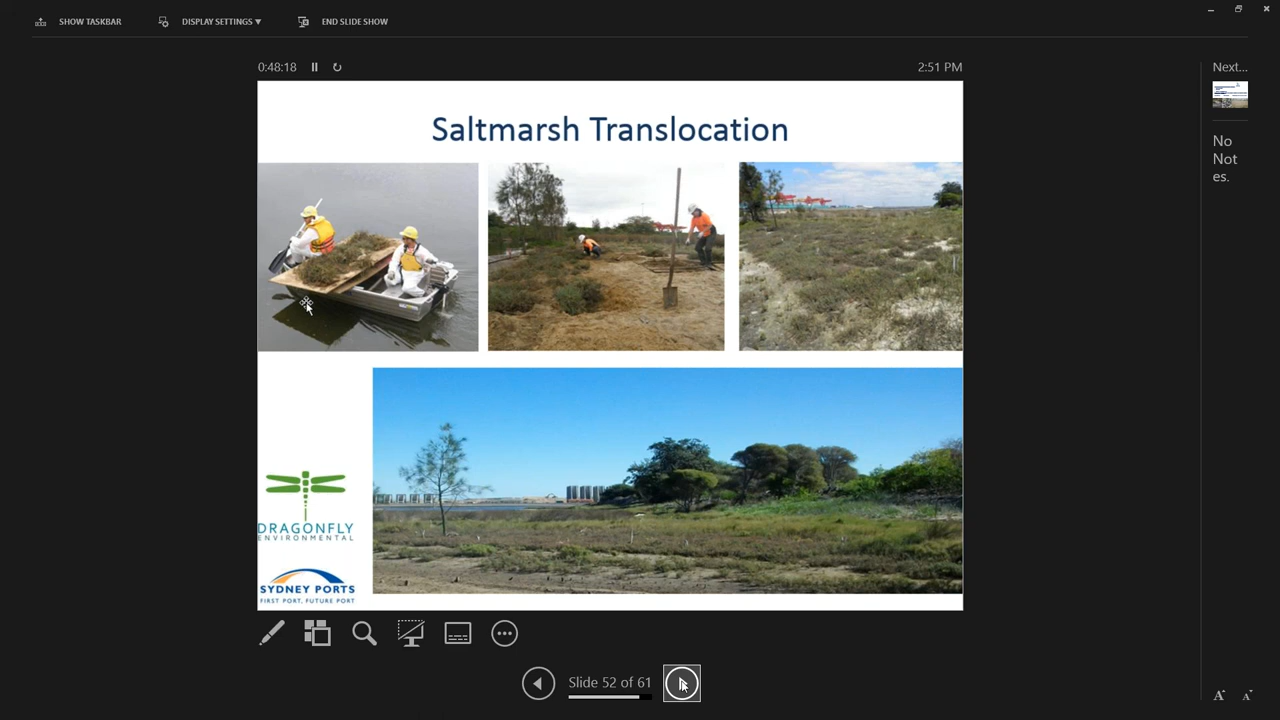 SHOW TASKBAR
DISPLAY SETTINGS ▼
END SLIDE SHOW
0:48:18
2:51 PM
Next...
No
Not
es.
Saltmarsh Translocation
DRAGONFLY
ENVIRONMENTAL
SYDNEY PORTS
FIRST PORT, FUTURE PORT
Slide 52 of 61
A
A